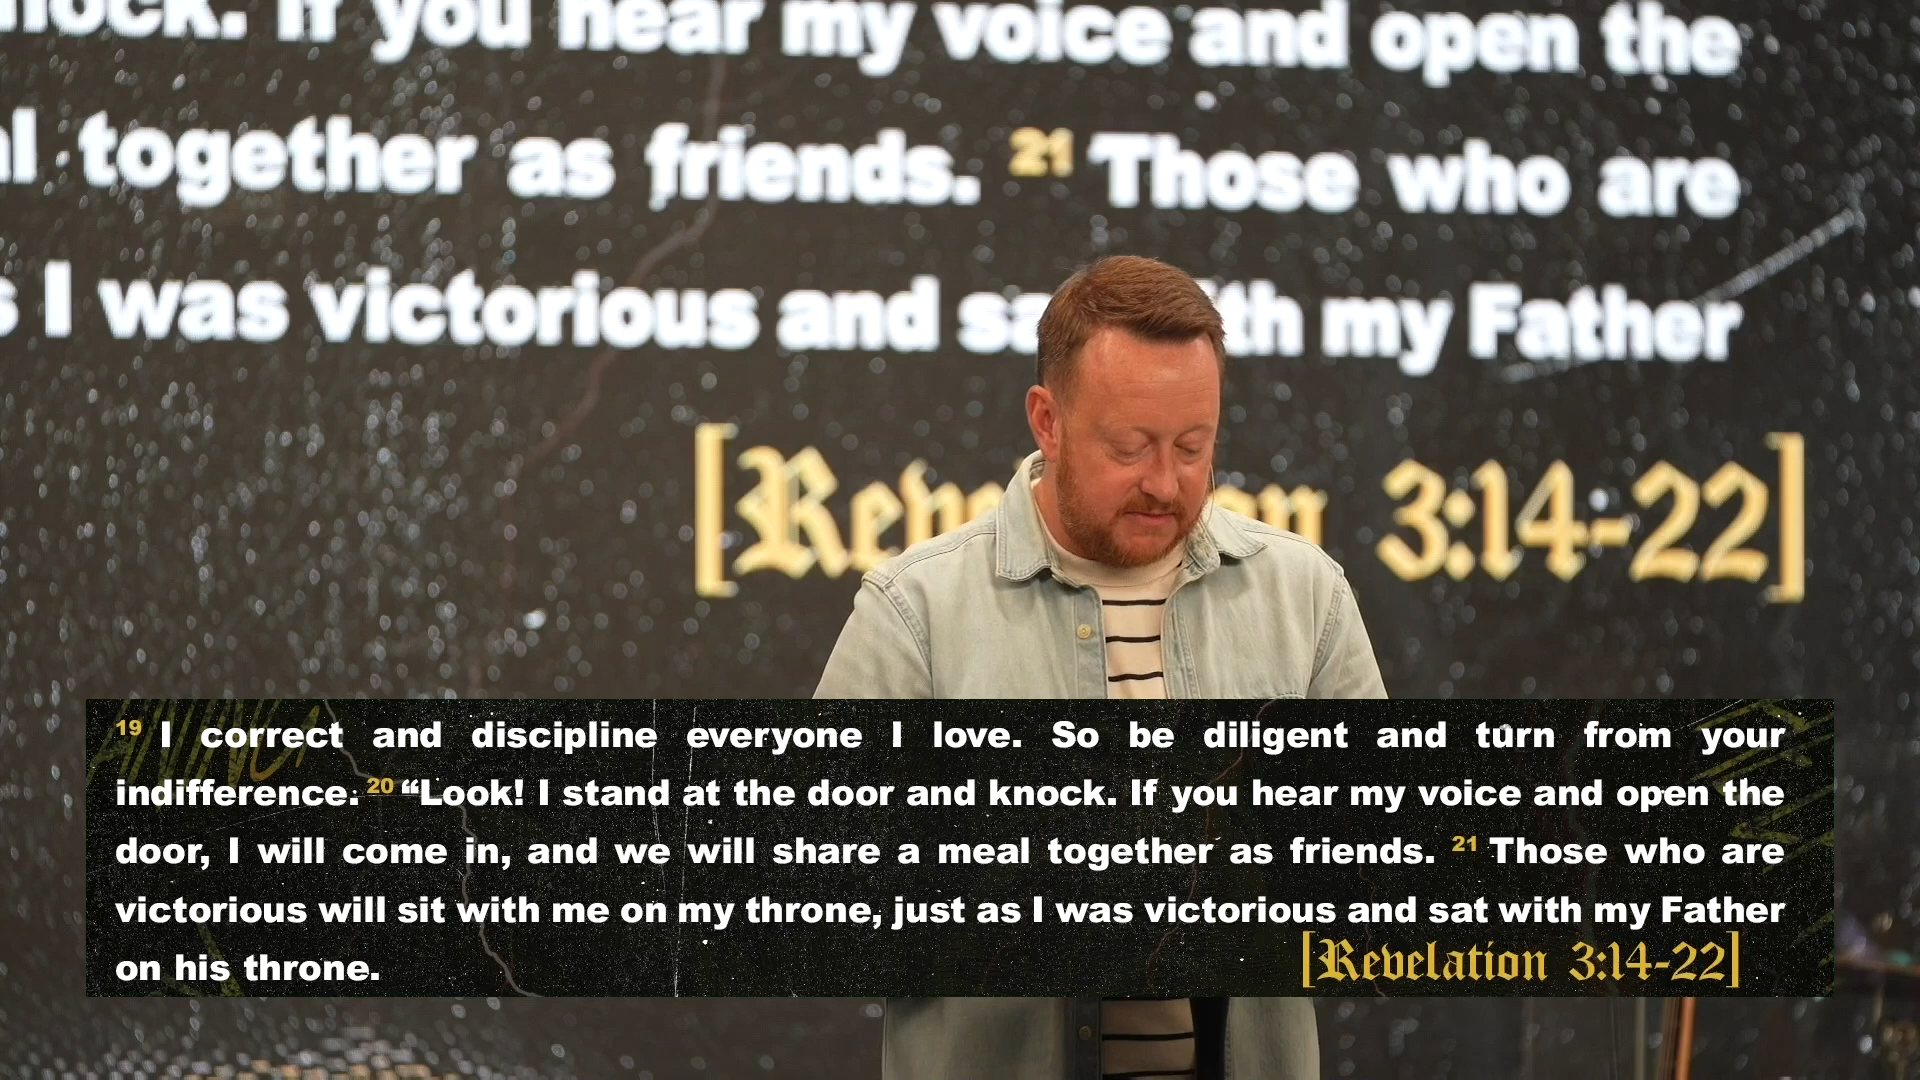 knock. If you hear my voice and open the
together as friends. 21 Those who are
I was victorious and sat with my Father
[Revelation 3:14-22]
19 I correct and discipline everyone I love. So be diligent and turn from your
indifference. 20 “Look! I stand at the door and knock. If you hear my voice and open the
door, I will come in, and we will share a meal together as friends. 21 Those who are
victorious will sit with me on my throne, just as I was victorious and sat with my Father
on his throne.
[Revelation 3:14-22]